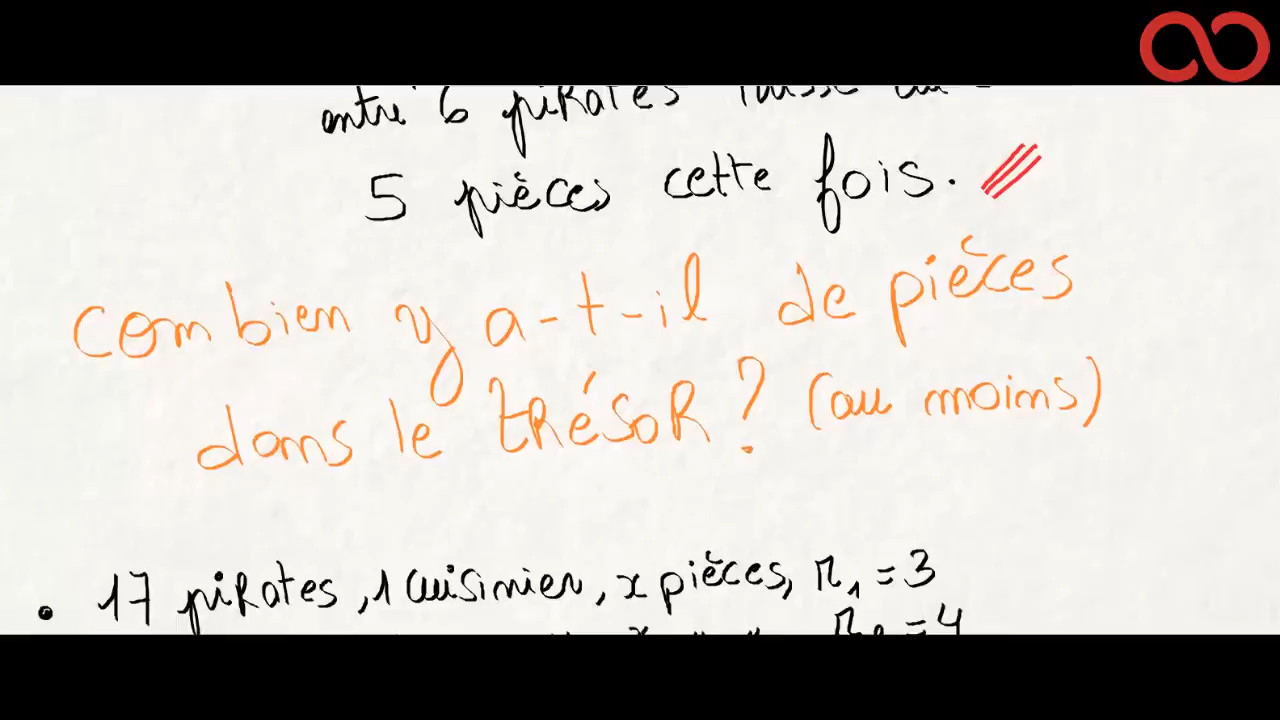 entre 6 pirates
5 pièces cette fois.
Combien y a-t-il de pièces
dans le trésor ? (au moins)
• 17 pirates, 1 cuisinier, x pièces, r₁ = 3
= 4